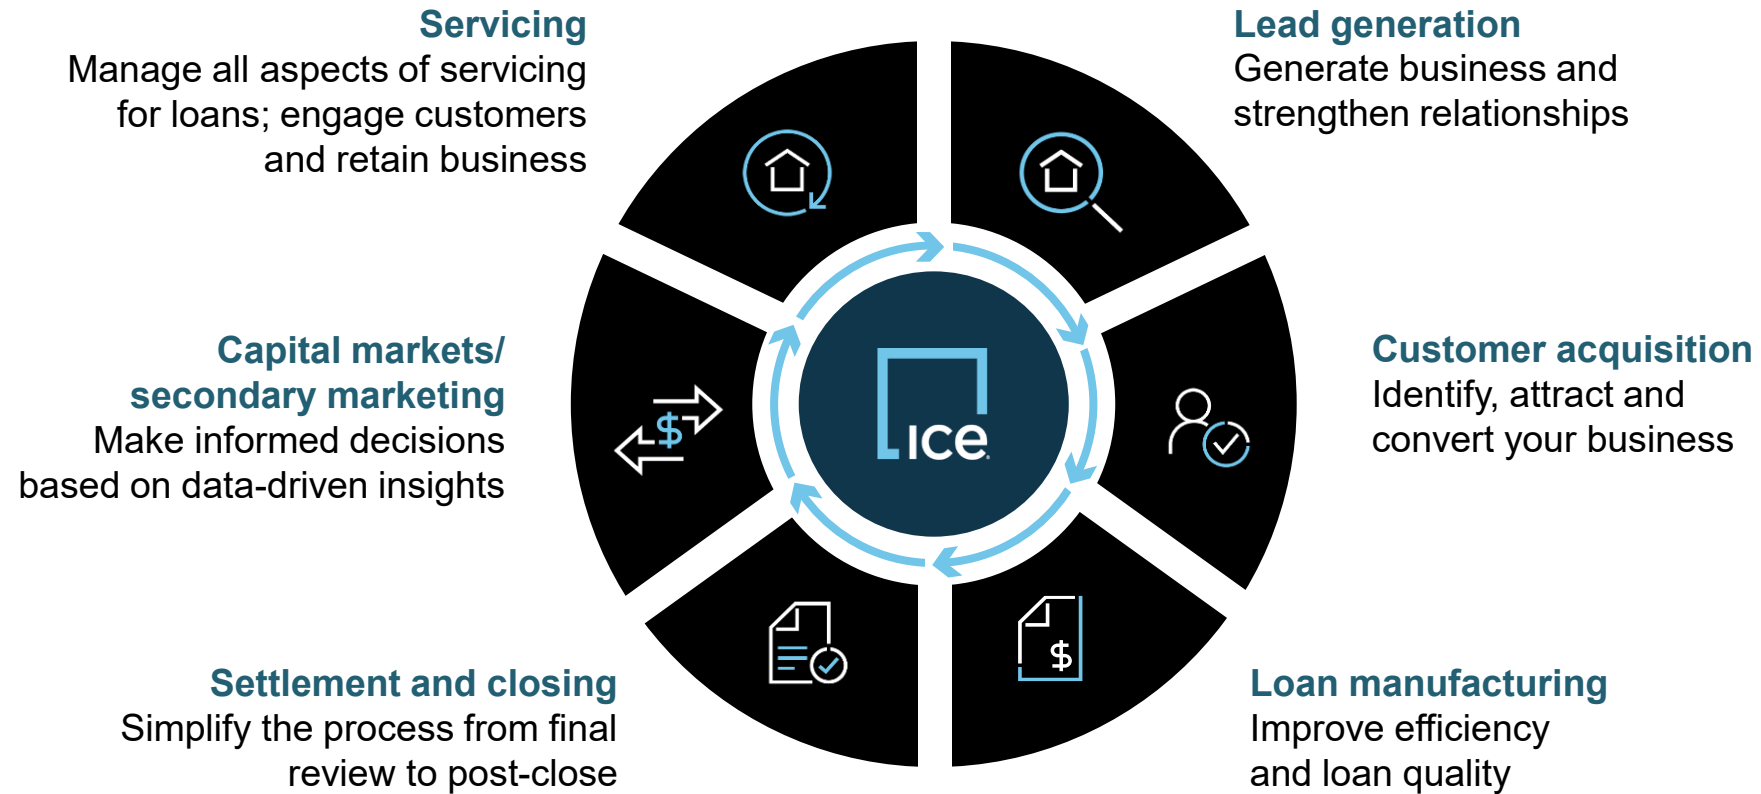 Servicing
Manage all aspects of servicing
for loans; engage customers
and retain business
Lead generation
Generate business and
strengthen relationships
Capital markets/
secondary marketing
Make informed decisions
based on data-driven insights
$
ICE
Customer acquisition
Identify, attract and
convert your business
Settlement and closing
Simplify the process from final
review to post-close
$
Loan manufacturing
Improve efficiency
and loan quality